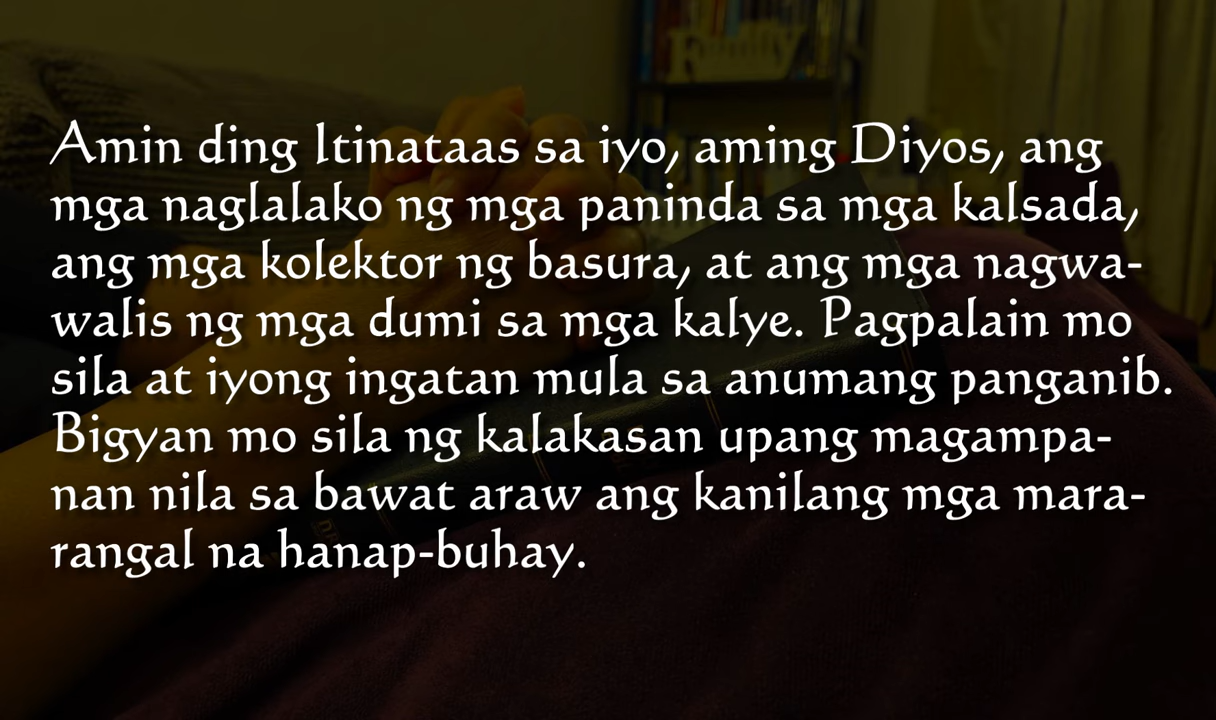 Family
Amin ding Itinataas sa iyo, aming Diyos, ang
mga naglalako ng mga paninda sa mga kalsada,
ang mga kolektor ng basura, at ang mga nagwa-
walis ng mga dumi sa mga kalye. Pagpalain mo
sila at iyong ingatan mula sa anumang panganib.
Bigyan mo sila ng kalakasan upang magampa-
nan nila sa bawat araw ang kanilang mga mara-
rangal na hanap-buhay.